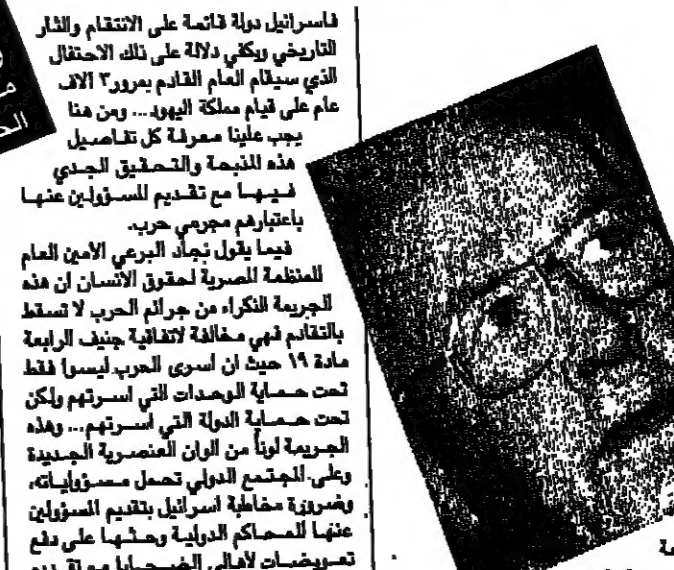 فاسرائيل دولة قائمة على الانتقام والثار
التاريخي ويكفي دلالة على ذلك الاحتفال
الذي سيقام العام القادم بمرور ٣ الاف
عام على قيام مملكة اليهود... ومن هنا
يجب علينا معرفة كل تفاصيل
هذه المذبحة والتحقيق الجدي
فيها مع تقديم المسؤولين عنها
باعتبارهم مجرمي حرب.
فيما يقول نجاد البرعي الامين العام
للمنظمة المصرية لحقوق الانسان ان هذه
الجريمة النكراء من جرائم الحرب لا تسقط
بالتقادم فهي مخالفة لاتفاقية جنيف الرابعة
مادة ١٩ حيث ان اسرى الحرب ليسوا فقط
تحت حماية الوحدات التي اسرتهم ولكن
تحت حماية الدولة التي اسرتهم... وهذه
الجريمة لوناً من الوان العنصرية الجديدة
وعلى المجتمع الدولي تحمل مسؤولياته،
وضرورة مخاطبة اسرائيل بتقديم المسؤولين
عنها للمحاكم الدولية وحثها على دفع
تعويضات لاهالي الضحايا